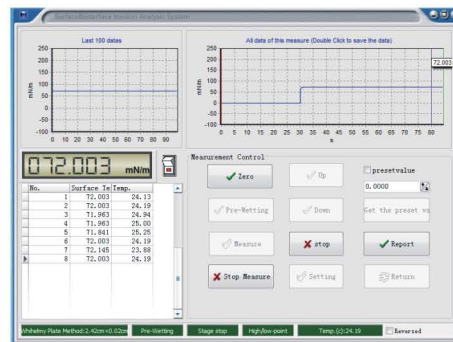 Surface&Interface Tension Analysis System
Last 100 datas
250
200
150
100
50
0
-50
-100
mN/m
0 10 20 30 40 50 60 70 80 90
All data of this measure (Double Click to save the data)
250
200
150
100
50
0
-50
-100
mN/m
72.003
0 5 10 15 20 25 30 35 40 45 50 55 60 65 70 75 80
s
072.003 mN/m
No. Surface Te Temp.
1 72.003 24.13
2 72.003 24.19
3 71.963 24.94
4 71.963 25.00
5 71.841 25.25
6 72.003 24.19
7 72.145 23.88
8 72.003 24.19
Measurement Control
Zero
Up
presetvalue
0.0000
Pre-Wetting
Down
Get the preset va
Measure
stop
Report
Stop Measure
Setting
Return
Whihelmy Plate Method:2.42cm×0.02cm Pre-Wetting Stage stop High/low-point Temp.(c):24.19 Reversed